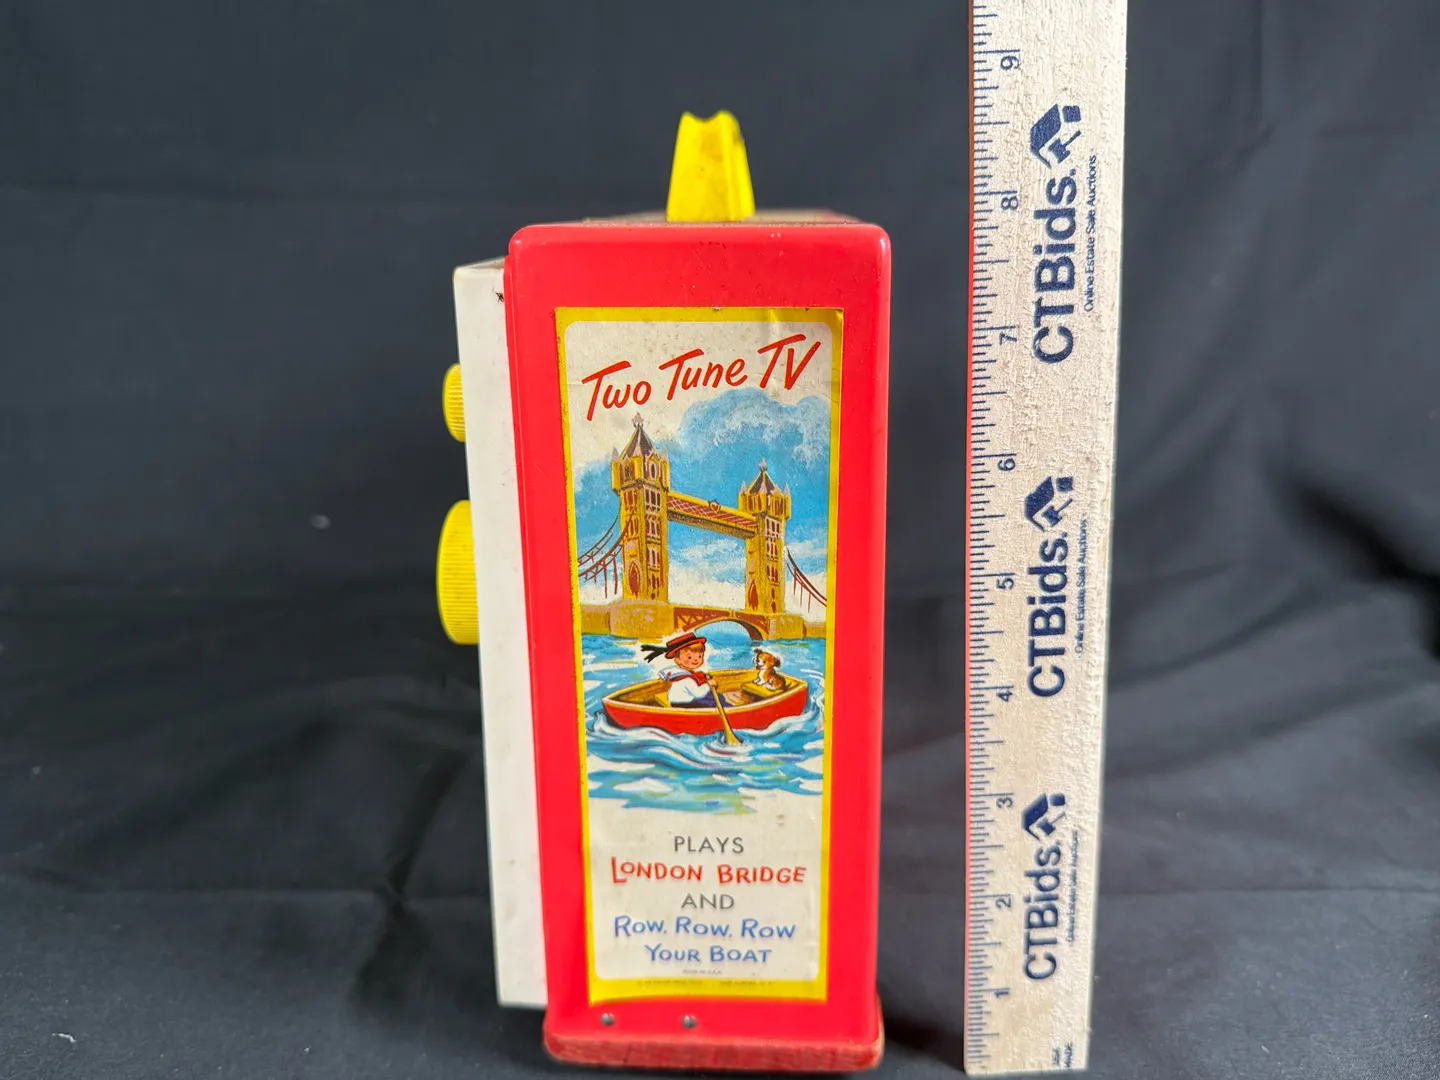 Two Tune TV
PLAYS
LONDON BRIDGE
AND
ROW, ROW, ROW
YOUR BOAT
9
8
7
6
5
4
3
2
1
CTBids.
Online Estate Sale Auctions
CTBids.
Online Estate Sale Auctions
CTBids.
Online Estate Sale Auctions